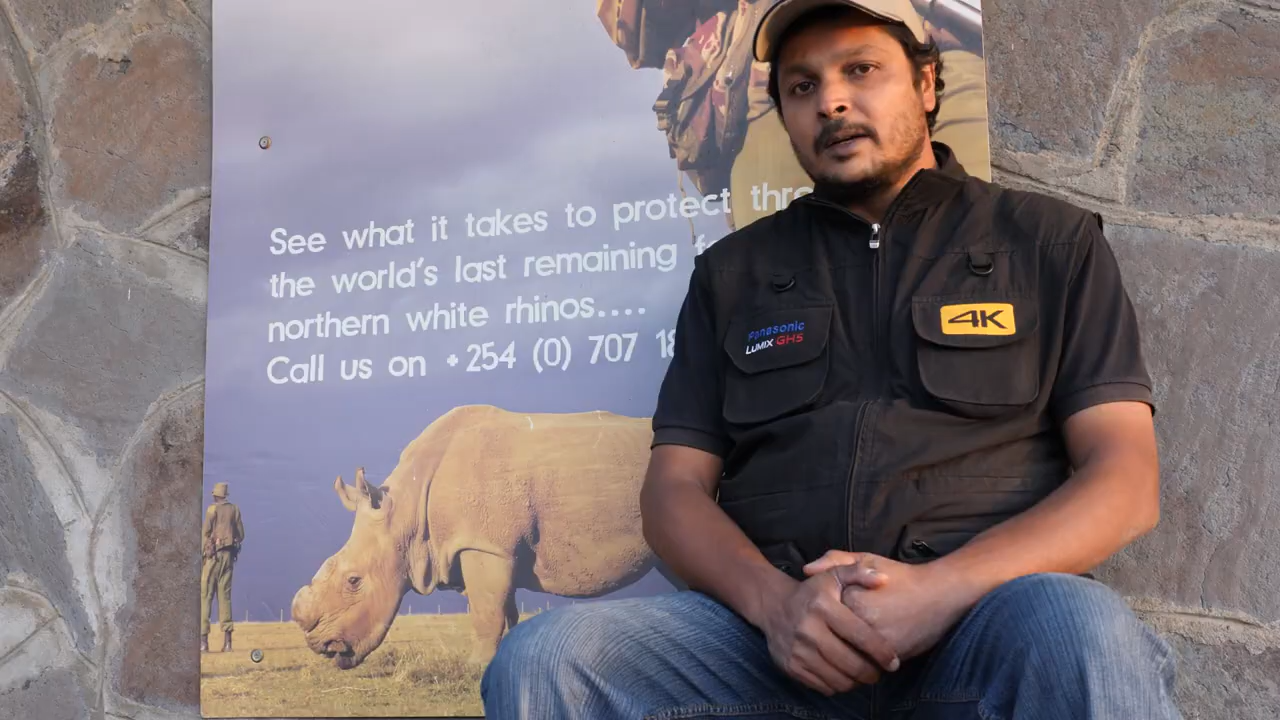 See what it takes to protect
the world's last remaining
northern white rhinos....
Call us on +254 (0) 707
Panasonic
LUMIX GH5
4K